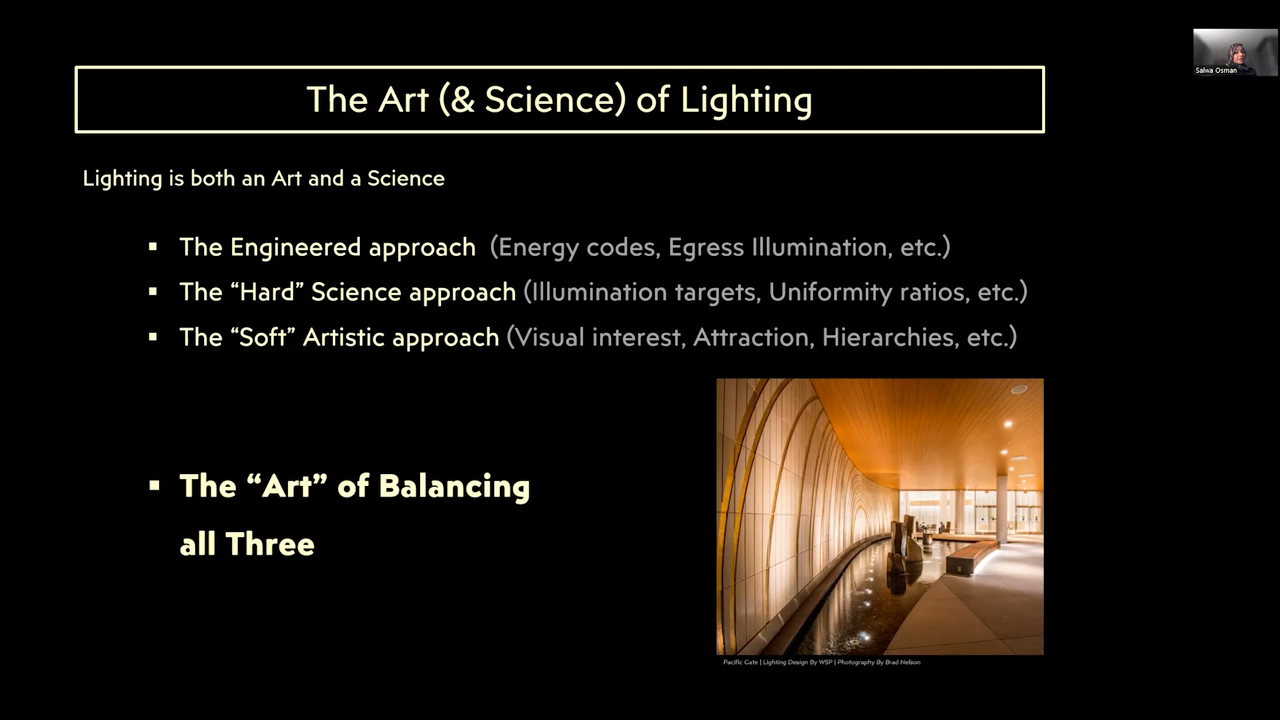 The Art (& Science) of Lighting
Salwa Osman
Lighting is both an Art and a Science
▪ The Engineered approach (Energy codes, Egress Illumination, etc.)
▪ The “Hard” Science approach (Illumination targets, Uniformity ratios, etc.)
▪ The “Soft” Artistic approach (Visual interest, Attraction, Hierarchies, etc.)
▪ The “Art” of Balancing
all Three
Pacific Gate | Lighting Design By WSP | Photography By Brad Nelson